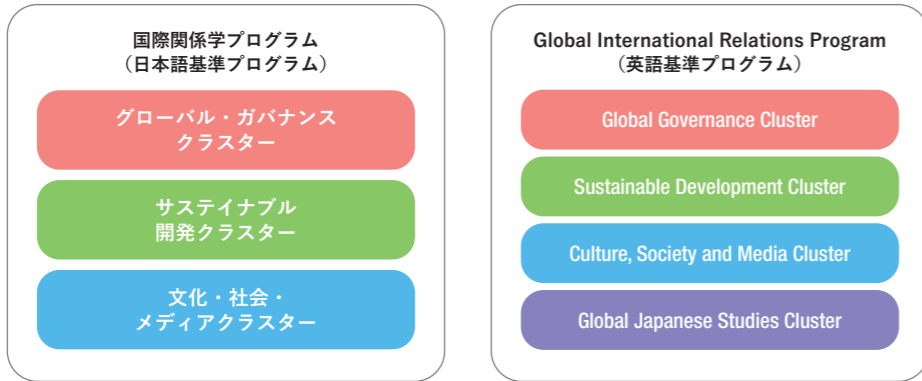 国際関係学プログラム
（日本語基準プログラム）
グローバル・ガバナンス
クラスター
サステイナブル
開発クラスター
文化・社会・
メディアクラスター
Global International Relations Program
（英語基準プログラム）
Global Governance Cluster
Sustainable Development Cluster
Culture, Society and Media Cluster
Global Japanese Studies Cluster